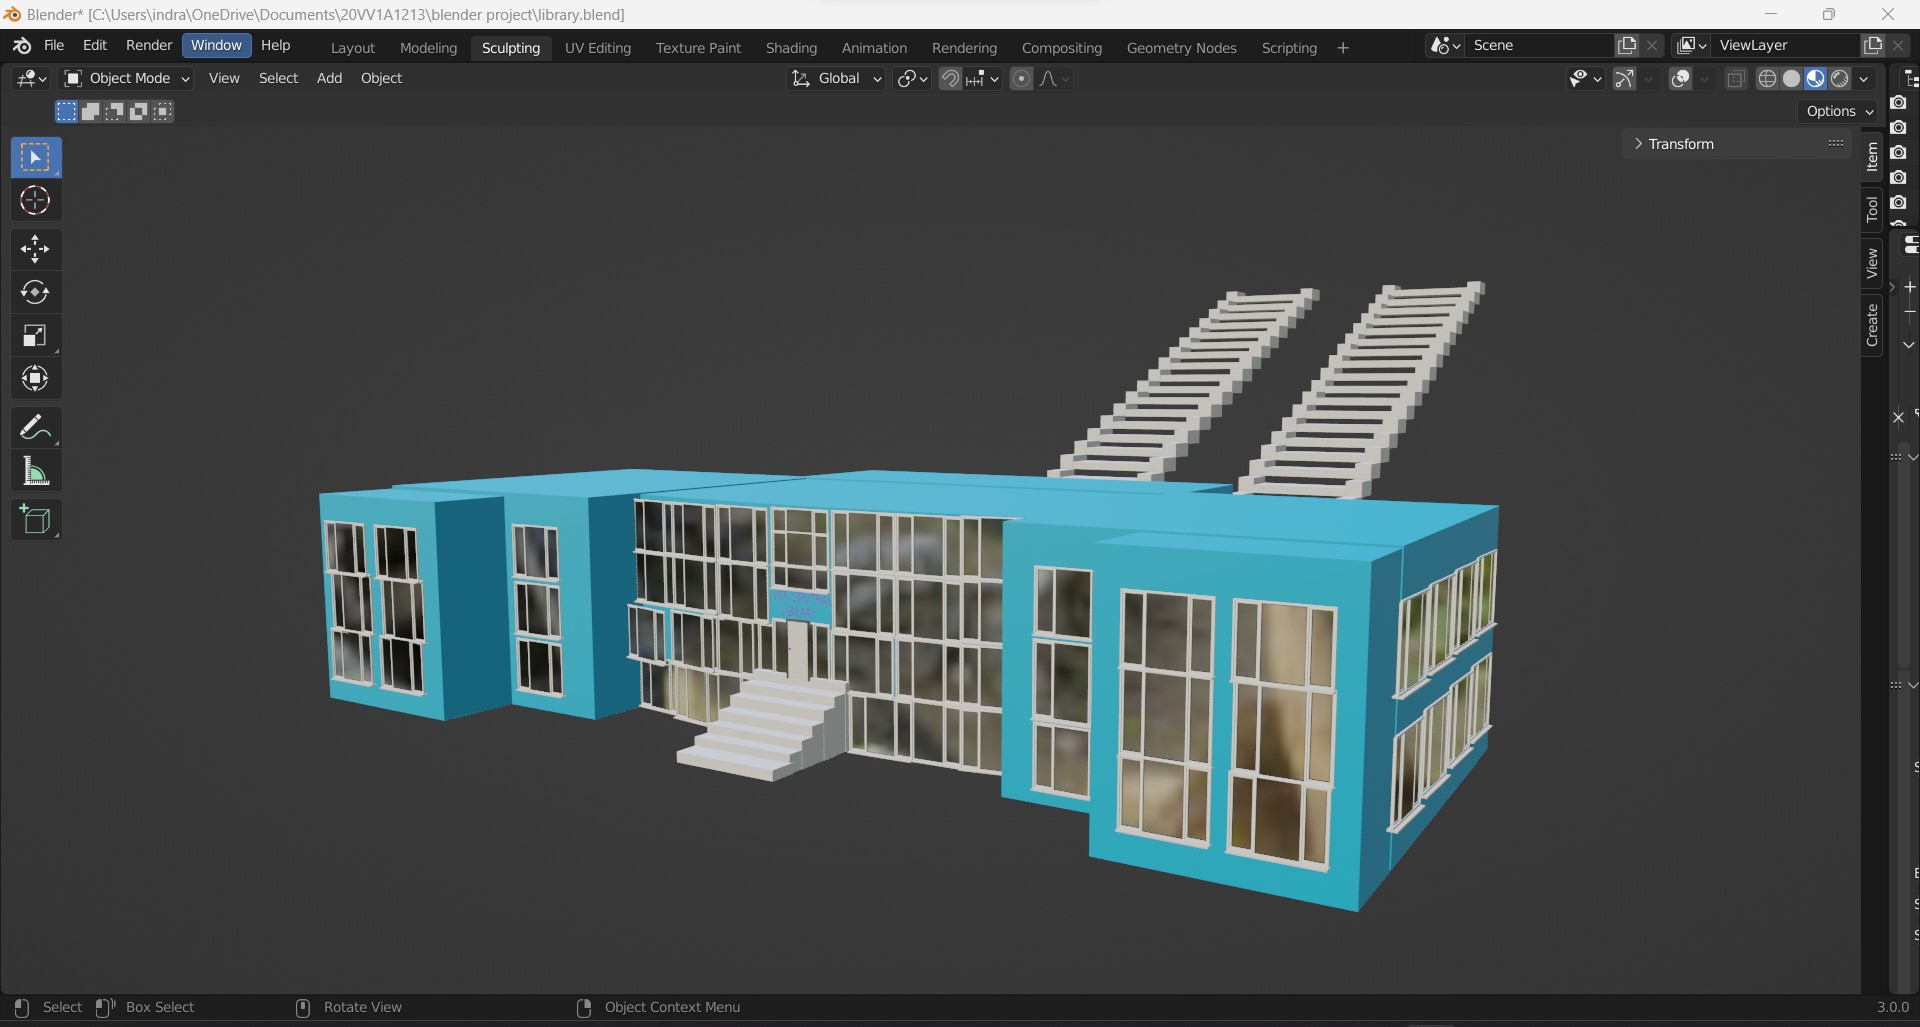 Blender* [C:\Users\indra\OneDrive\Documents\20VV1A1213\blender project\library.blend]
File Edit Render Window Help Layout Modeling Sculpting UV Editing Texture Paint Shading Animation Rendering Compositing Geometry Nodes Scripting + Scene ViewLayer
Object Mode View Select Add Object Global
Options
Transform
Item
Tool
View
Create
CENTRAL
LIBRARY
Select Box Select Rotate View Object Context Menu 3.0.0